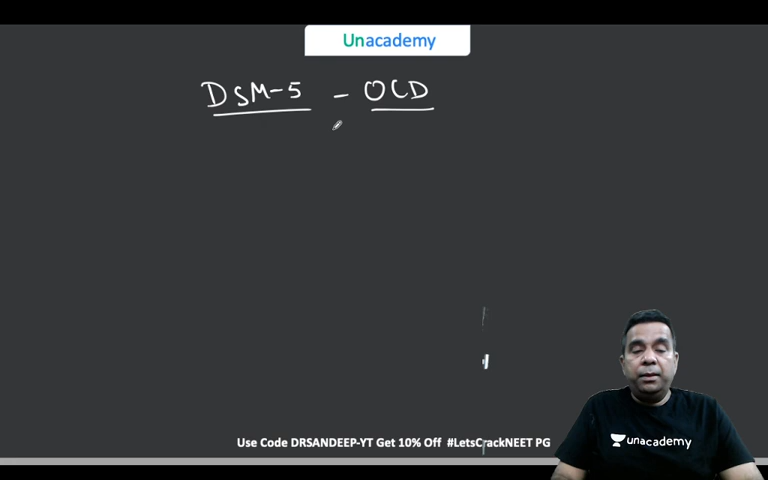 Unacademy
DSM-5 - OCD
unacademy
Use Code DRSANDEEP-YT Get 10% Off #LetsCrackNEET PG